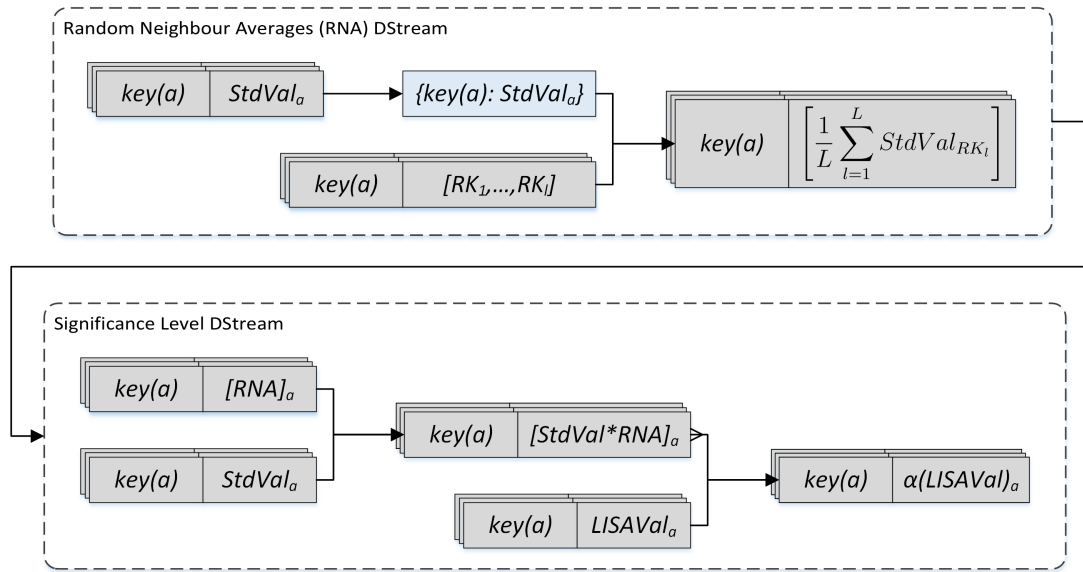 Random Neighbour Averages (RNA) DStream
key(a) StdVal_a
{key(a): StdVal_a}
key(a) [RK_1,...,RK_l]
key(a) [1/L ∑_{l=1}^{L} StdVal_{RK_l}]
Significance Level DStream
key(a) [RNA]_a
key(a) StdVal_a
key(a) [StdVal*RNA]_a
key(a) LISAVal_a
key(a) α(LISAVal)_a